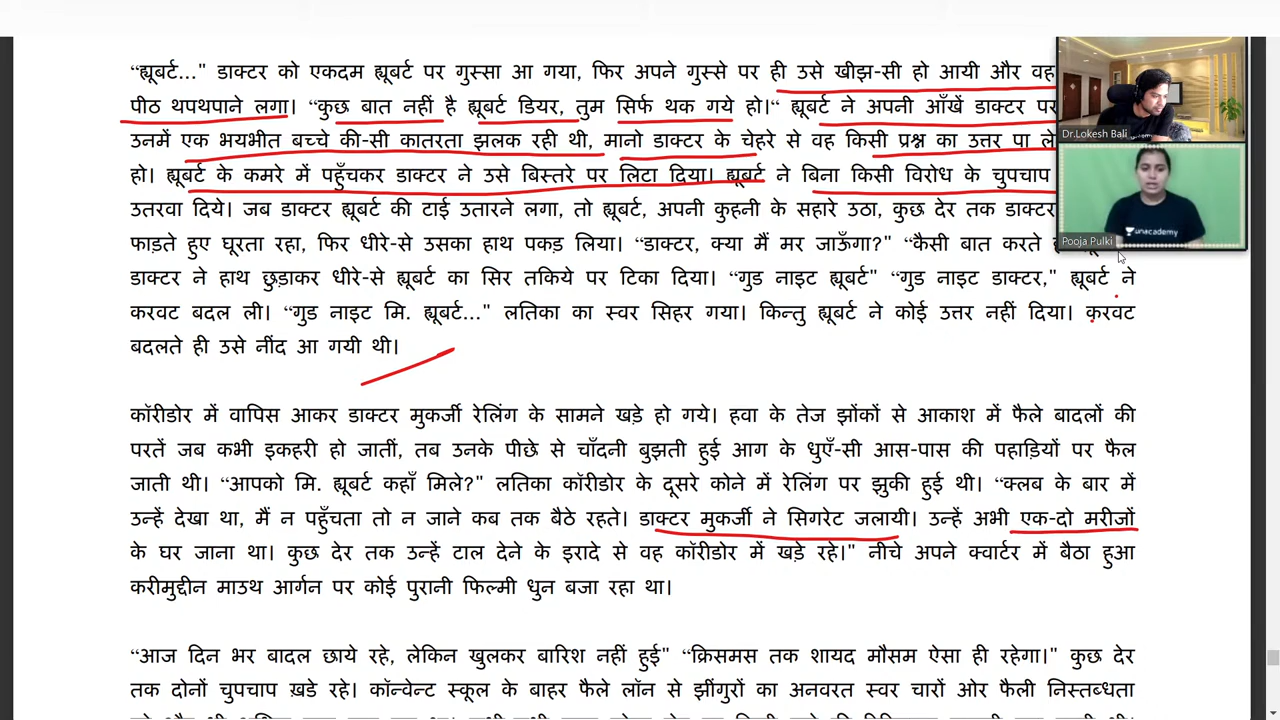 “ह्यूबर्ट..." डाक्टर को एकदम ह्यूबर्ट पर गुस्सा आ गया, फिर अपने गुस्से पर ही उसे खीझ-सी हो आयी और वह
पीठ थपथपाने लगा। “कुछ बात नहीं है ह्यूबर्ट डियर, तुम सिर्फ थक गये हो।“ ह्यूबर्ट ने अपनी आँखें डाक्टर पर
उनमें एक भयभीत बच्चे की-सी कातरता झलक रही थी, मानो डाक्टर के चेहरे से वह किसी प्रश्न का उत्तर पा ले
हो। ह्यूबर्ट के कमरे में पहुँचकर डाक्टर ने उसे बिस्तरे पर लिटा दिया। ह्यूबर्ट ने बिना किसी विरोध के चुपचाप
उतरवा दिये। जब डाक्टर ह्यूबर्ट की टाई उतारने लगा, तो ह्यूबर्ट, अपनी कुहनी के सहारे उठा, कुछ देर तक डाक्टर
फाड़ते हुए घूरता रहा, फिर धीरे-से उसका हाथ पकड़ लिया। “डाक्टर, क्या मैं मर जाऊँगा?" “कैसी बात करते
डाक्टर ने हाथ छुड़ाकर धीरे-से ह्यूबर्ट का सिर तकिये पर टिका दिया। “गुड नाइट ह्यूबर्ट" “गुड नाइट डाक्टर," ह्यूबर्ट ने
करवट बदल ली। “गुड नाइट मि. ह्यूबर्ट..." लतिका का स्वर सिहर गया। किन्तु ह्यूबर्ट ने कोई उत्तर नहीं दिया। करवट
बदलते ही उसे नींद आ गयी थी।
कॉरीडोर में वापिस आकर डाक्टर मुकर्जी रेलिंग के सामने खड़े हो गये। हवा के तेज झोंकों से आकाश में फैले बादलों की
परतें जब कभी इकहरी हो जातीं, तब उनके पीछे से चाँदनी बुझती हुई आग के धुएँ-सी आस-पास की पहाड़ियों पर फैल
जाती थी। “आपको मि. ह्यूबर्ट कहाँ मिले?" लतिका कॉरीडोर के दूसरे कोने में रेलिंग पर झुकी हुई थी। “क्लब के बार में
उन्हें देखा था, मैं न पहुँचता तो न जाने कब तक बैठे रहते। डाक्टर मुकर्जी ने सिगरेट जलायी। उन्हें अभी एक-दो मरीजों
के घर जाना था। कुछ देर तक उन्हें टाल देने के इरादे से वह कॉरीडोर में खड़े रहे।" नीचे अपने क्वार्टर में बैठा हुआ
करीमुद्दीन माउथ आर्गन पर कोई पुरानी फिल्मी धुन बजा रहा था।
“आज दिन भर बादल छाये रहे, लेकिन खुलकर बारिश नहीं हुई" “क्रिसमस तक शायद मौसम ऐसा ही रहेगा।" कुछ देर
तक दोनों चुपचाप ख़डे रहे। कॉन्वेन्ट स्कूल के बाहर फैले लॉन से झींगुरों का अनवरत स्वर चारों ओर फैली निस्तब्धता
Dr.Lokesh Bali
unacademy
Pooja Pulki